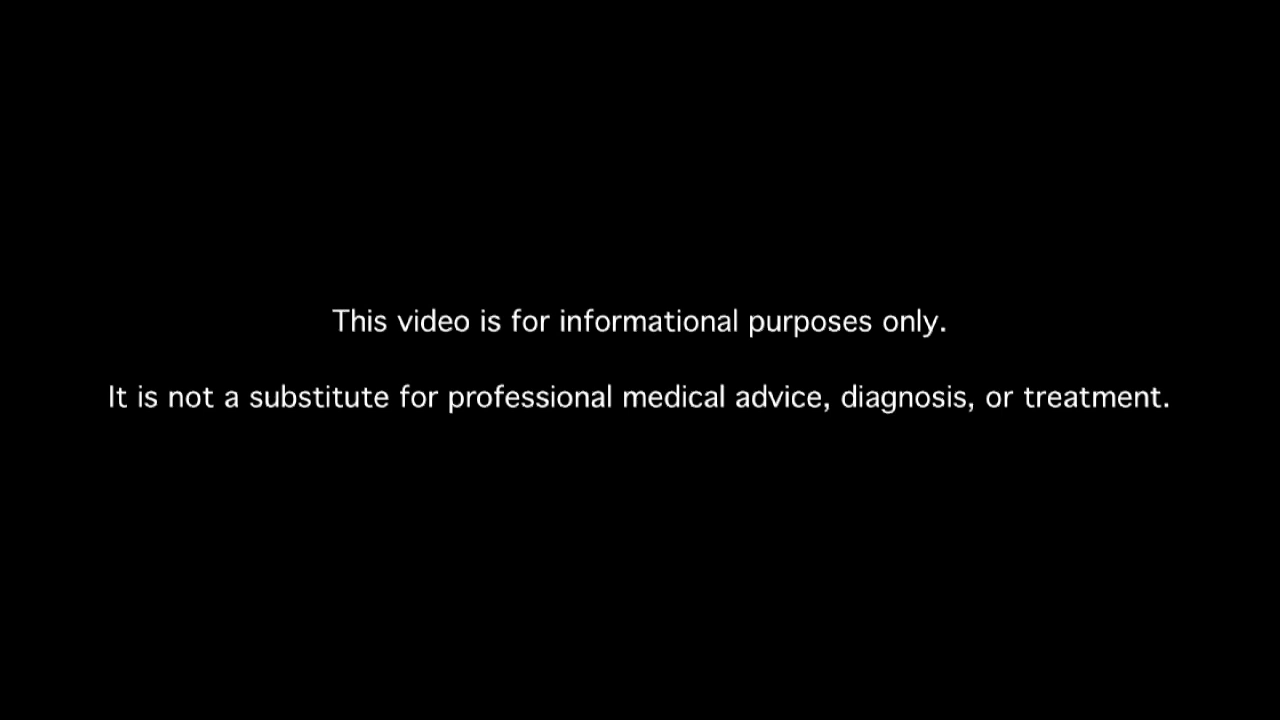 This video is for informational purposes only.
It is not a substitute for professional medical advice, diagnosis, or treatment.